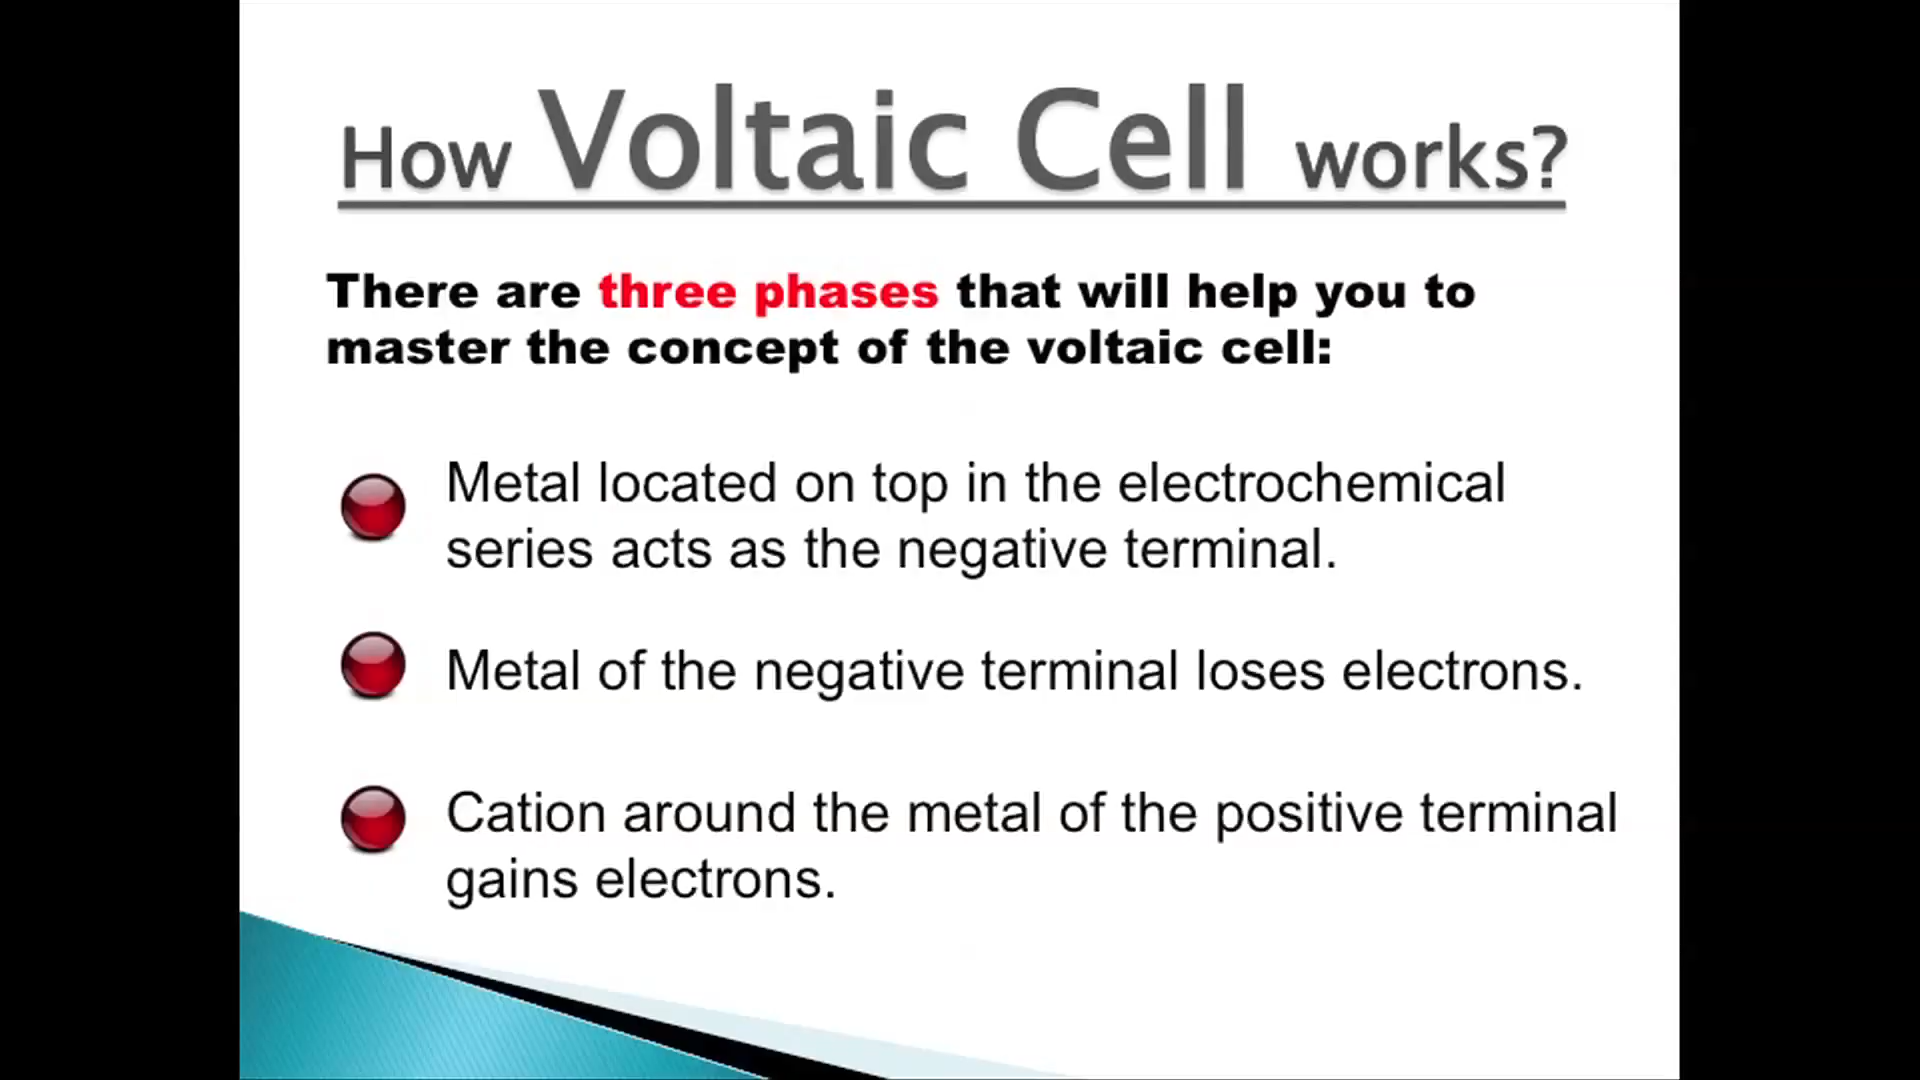 How Voltaic Cell works?
There are three phases that will help you to
master the concept of the voltaic cell:
Metal located on top in the electrochemical
series acts as the negative terminal.
Metal of the negative terminal loses electrons.
Cation around the metal of the positive terminal
gains electrons.